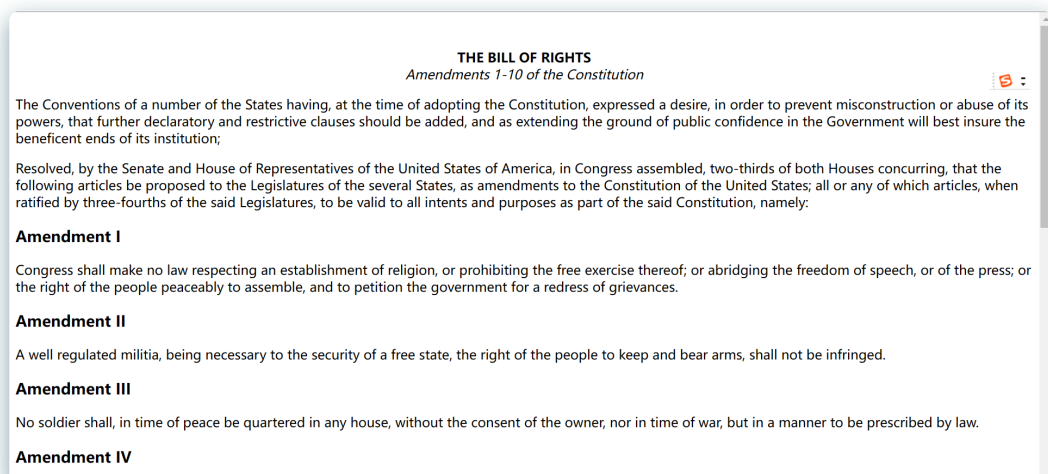 THE BILL OF RIGHTS
Amendments 1-10 of the Constitution
The Conventions of a number of the States having, at the time of adopting the Constitution, expressed a desire, in order to prevent misconstruction or abuse of its
powers, that further declaratory and restrictive clauses should be added, and as extending the ground of public confidence in the Government will best insure the
beneficent ends of its institution;
Resolved, by the Senate and House of Representatives of the United States of America, in Congress assembled, two-thirds of both Houses concurring, that the
following articles be proposed to the Legislatures of the several States, as amendments to the Constitution of the United States; all or any of which articles, when
ratified by three-fourths of the said Legislatures, to be valid to all intents and purposes as part of the said Constitution, namely:
Amendment I
Congress shall make no law respecting an establishment of religion, or prohibiting the free exercise thereof; or abridging the freedom of speech, or of the press; or
the right of the people peaceably to assemble, and to petition the government for a redress of grievances.
Amendment II
A well regulated militia, being necessary to the security of a free state, the right of the people to keep and bear arms, shall not be infringed.
Amendment III
No soldier shall, in time of peace be quartered in any house, without the consent of the owner, nor in time of war, but in a manner to be prescribed by law.
Amendment IV